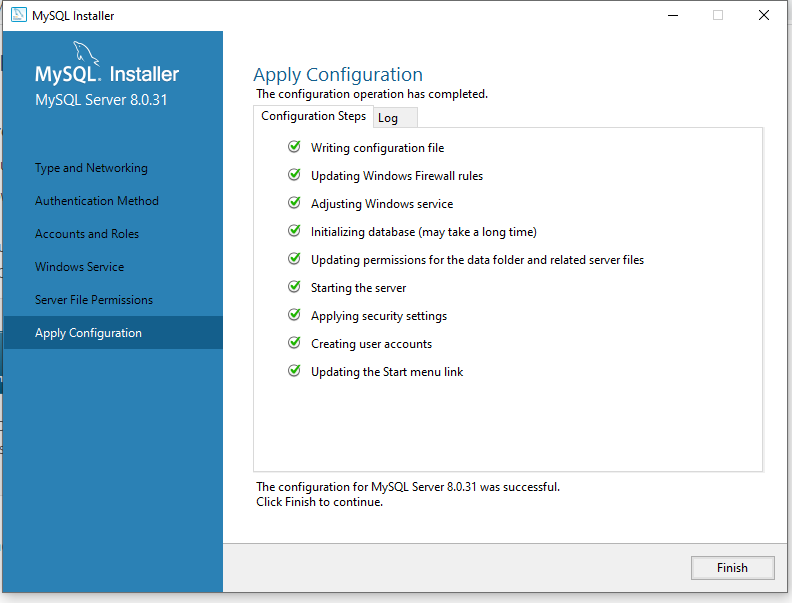 MySQL Installer
MySQL. Installer
MySQL Server 8.0.31
Type and Networking
Authentication Method
Accounts and Roles
Windows Service
Server File Permissions
Apply Configuration
Apply Configuration
The configuration operation has completed.
Configuration Steps
Log
Writing configuration file
Updating Windows Firewall rules
Adjusting Windows service
Initializing database (may take a long time)
Updating permissions for the data folder and related server files
Starting the server
Applying security settings
Creating user accounts
Updating the Start menu link
The configuration for MySQL Server 8.0.31 was successful.
Click Finish to continue.
Finish